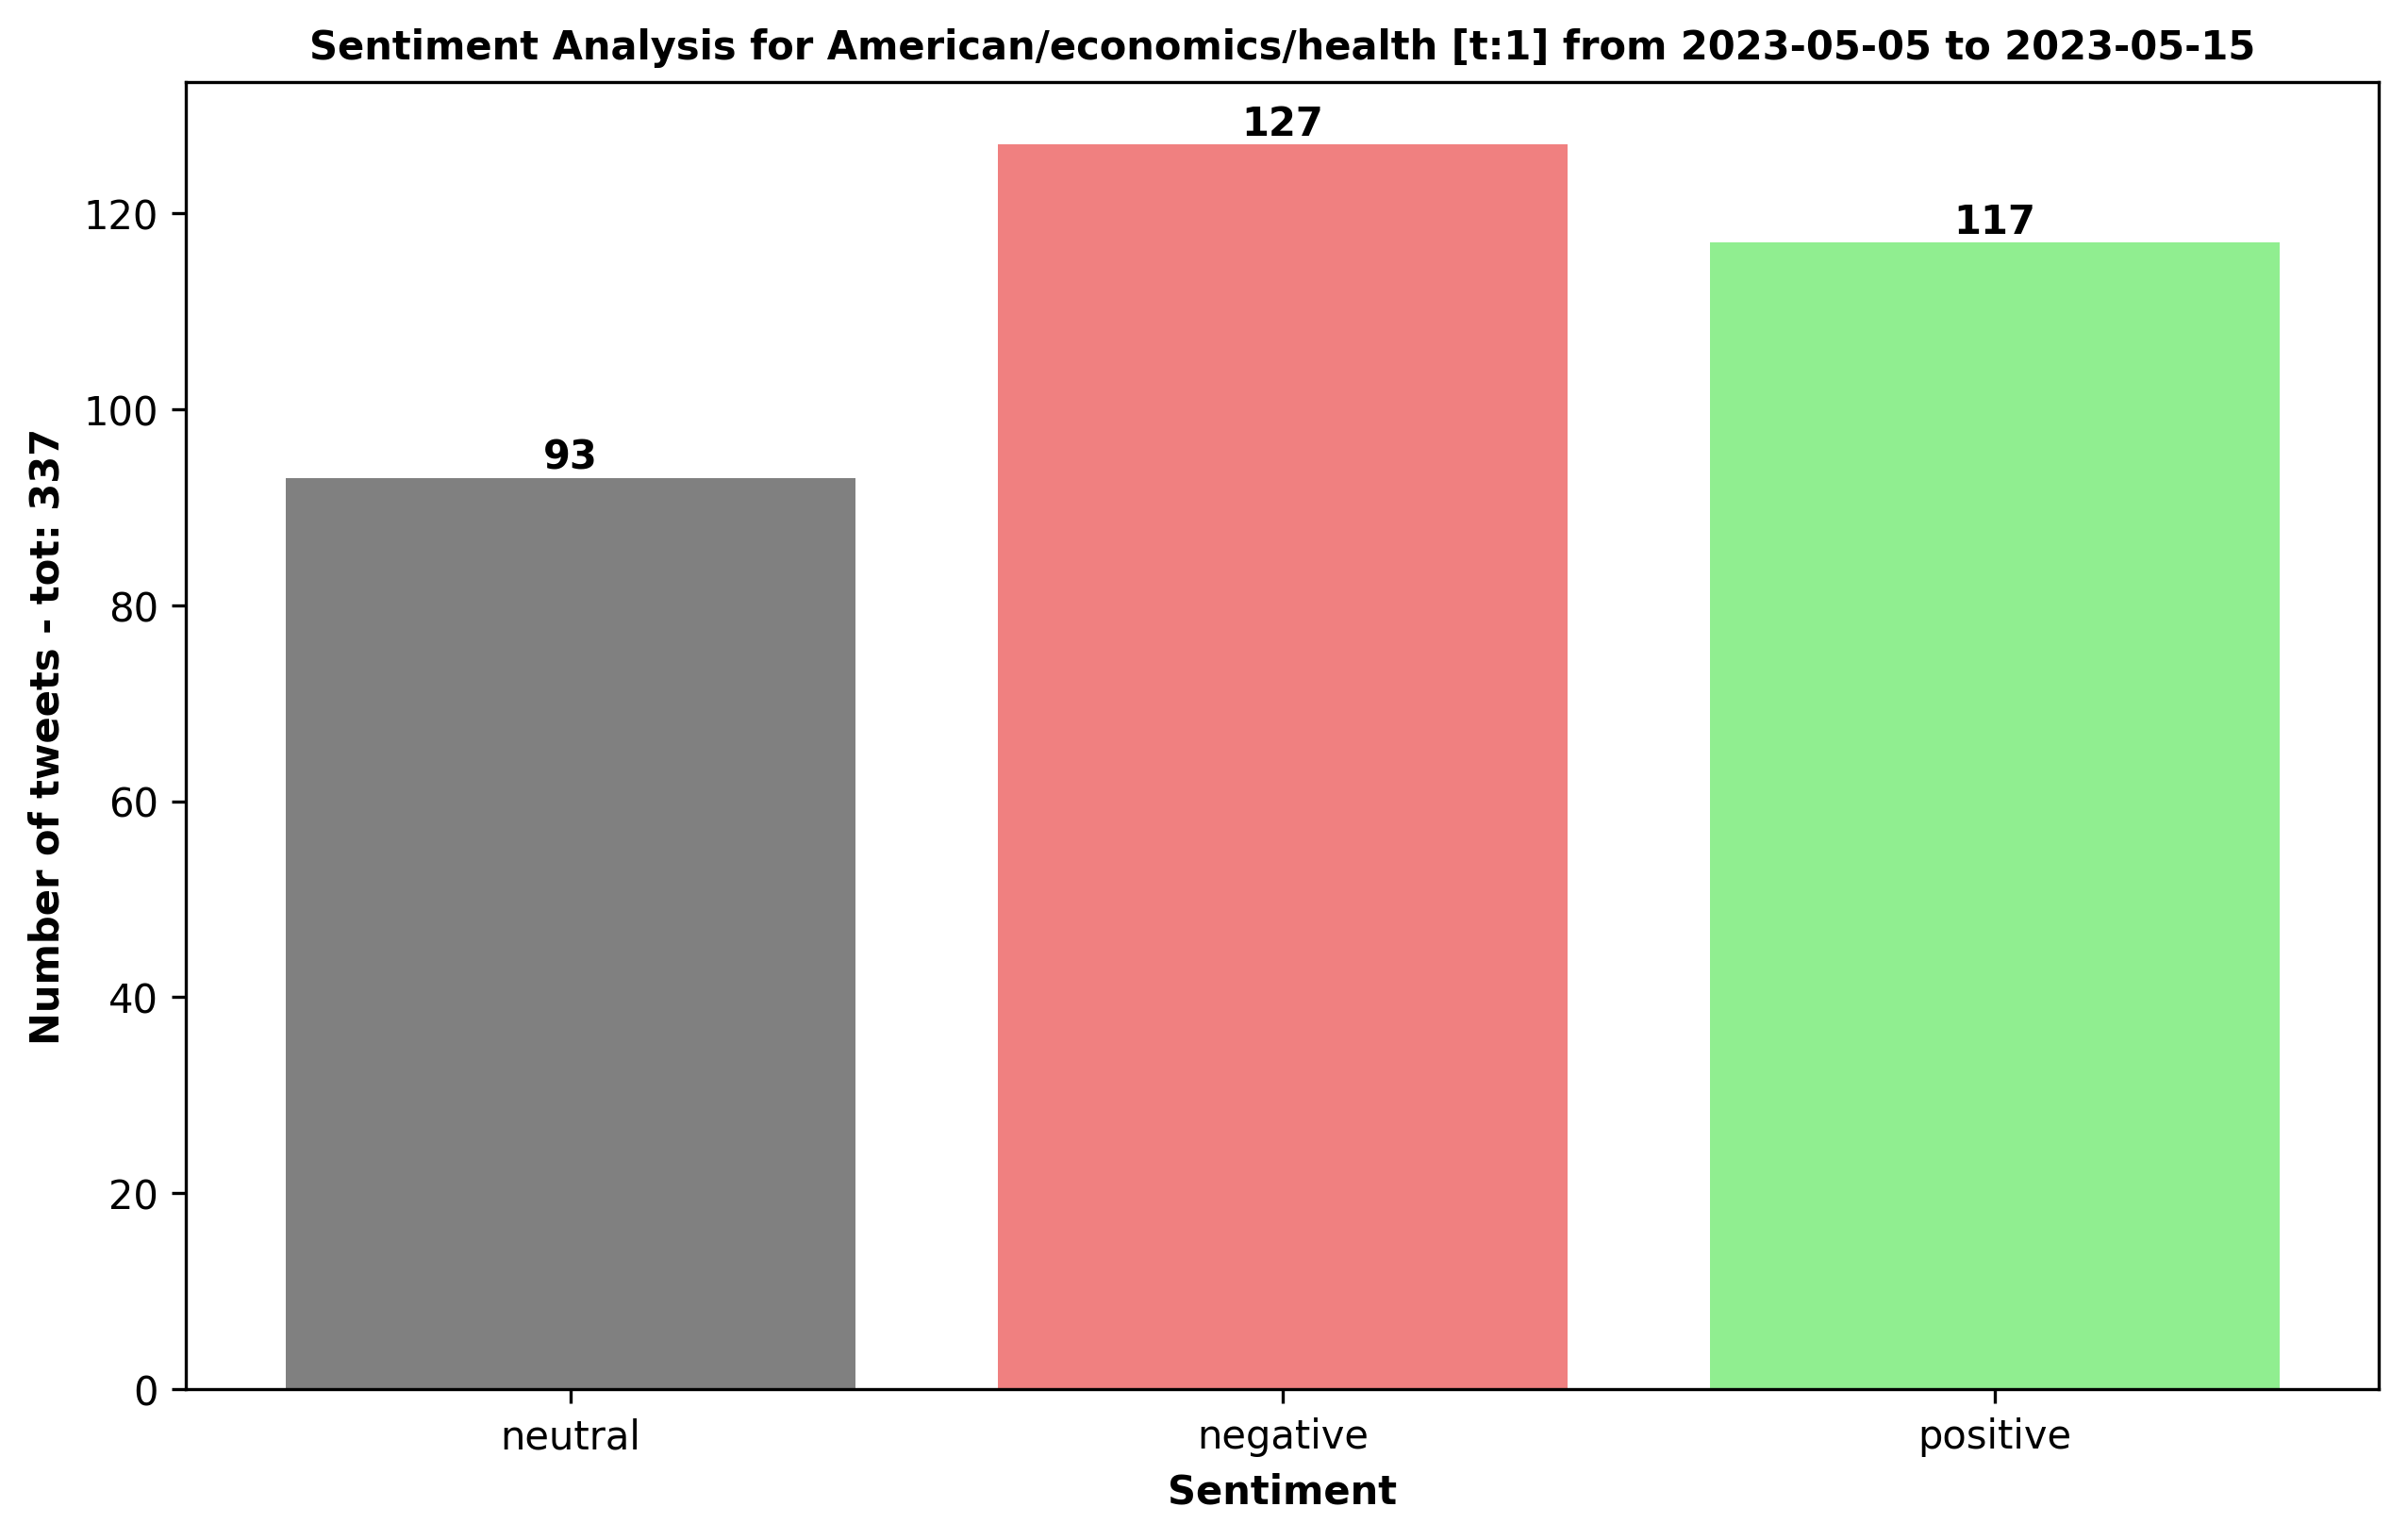 Sentiment Analysis for American/economics/health [t:1] from 2023-05-05 to 2023-05-15
Number of tweets - tot: 337
120
100
80
60
40
20
0
93
127
117
neutral
negative
positive
Sentiment